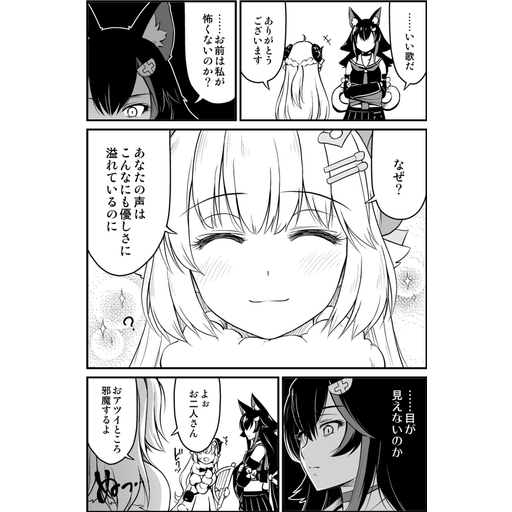 ……いい歌だ
ありがとう
ございます
……お前は私が
怖くないのか？
なぜ？
あなたの声は
こんなにも優しさに
溢れているのに
？
……目が
見えないのか
よぉ
お二人さん
おアツイところ
邪魔するよ
ぬっ